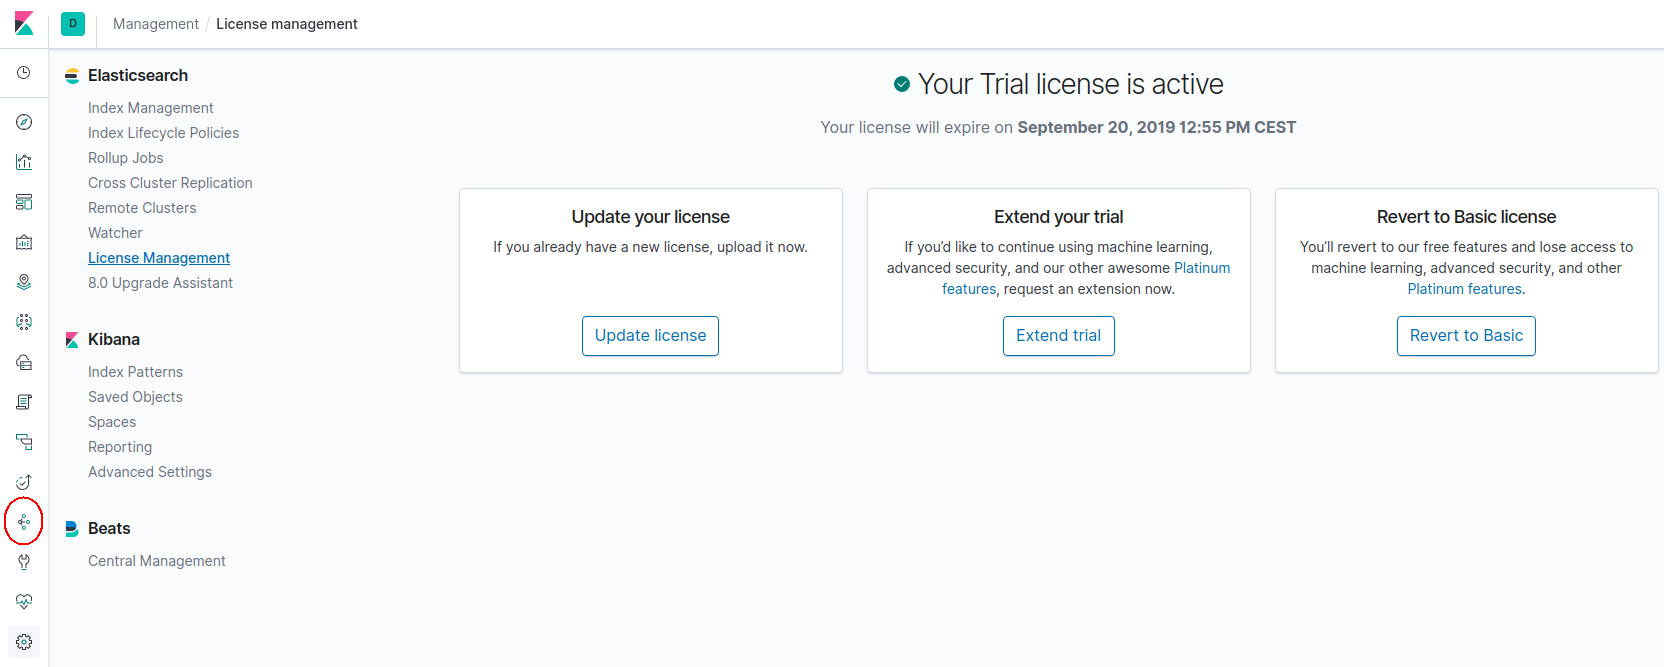 D Management / License management
Elasticsearch
Index Management
Index Lifecycle Policies
Rollup Jobs
Cross Cluster Replication
Remote Clusters
Watcher
License Management
8.0 Upgrade Assistant
Kibana
Index Patterns
Saved Objects
Spaces
Reporting
Advanced Settings
Beats
Central Management
Your Trial license is active
Your license will expire on September 20, 2019 12:55 PM CEST
Update your license
If you already have a new license, upload it now.
Update license
Extend your trial
If you’d like to continue using machine learning,
advanced security, and our other awesome Platinum
features, request an extension now.
Extend trial
Revert to Basic license
You’ll revert to our free features and lose access to
machine learning, advanced security, and other
Platinum features.
Revert to Basic